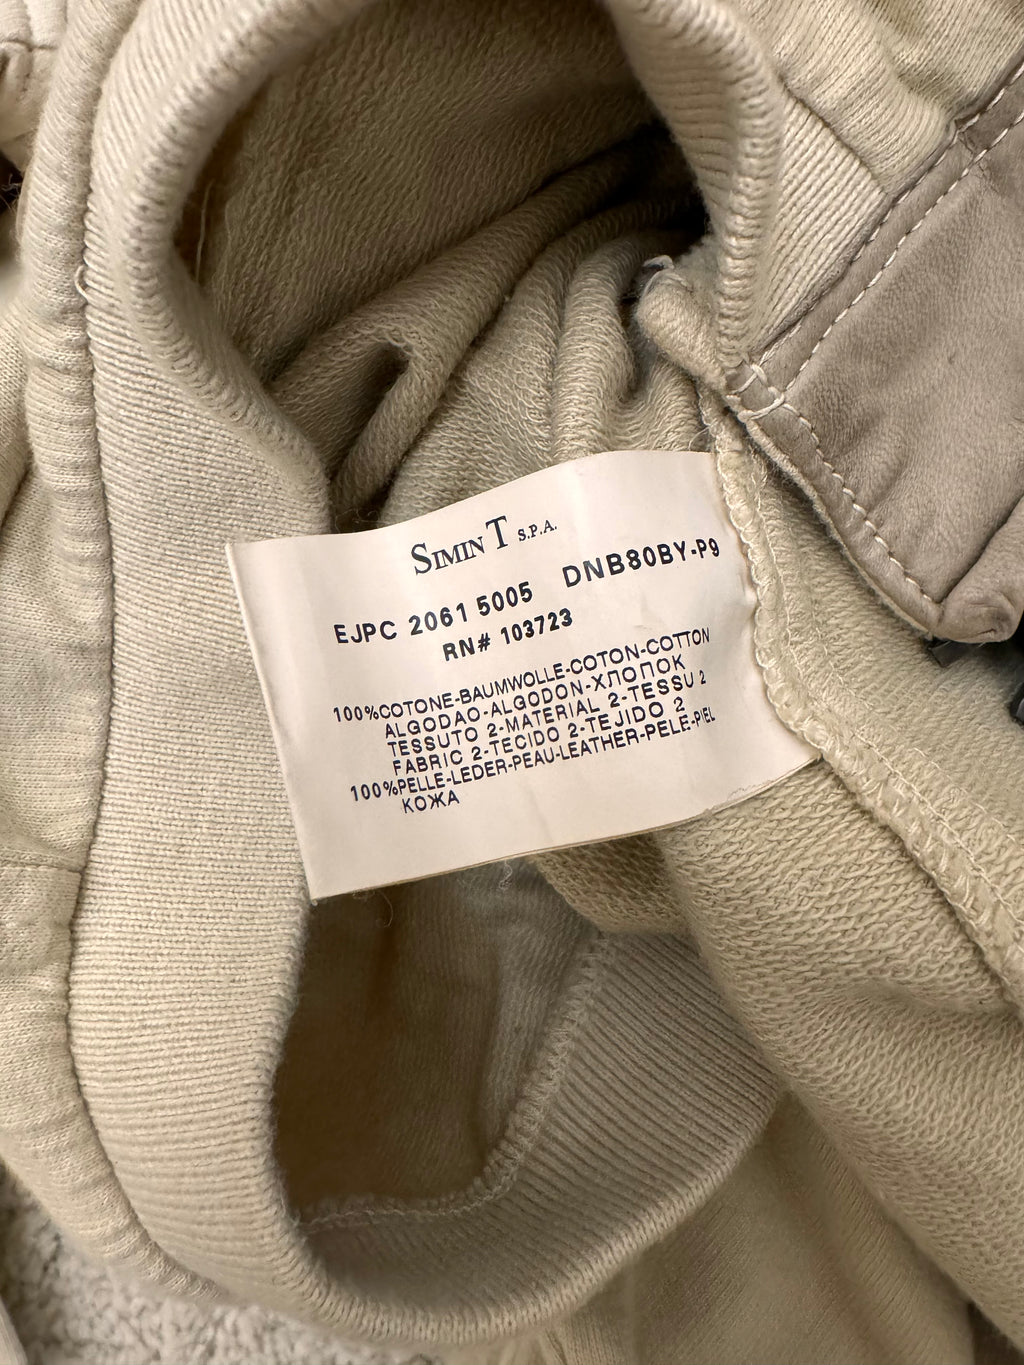 SIMIN T S.P.A.
EJPC 2061 5005 DNB80BY-P9
RN# 103723
100%COTONE-BAUMWOLLE-COTON-COTTON
ALGODAO-ALGODON-ХЛОПОК
TESSUTO 2-MATERIAL 2-TESSU 2
FABRIC 2-TECIDO 2-TEJIDO 2
100%PELLE-LEDER-PEAU-LEATHER-PELE-PIEL
КОЖА